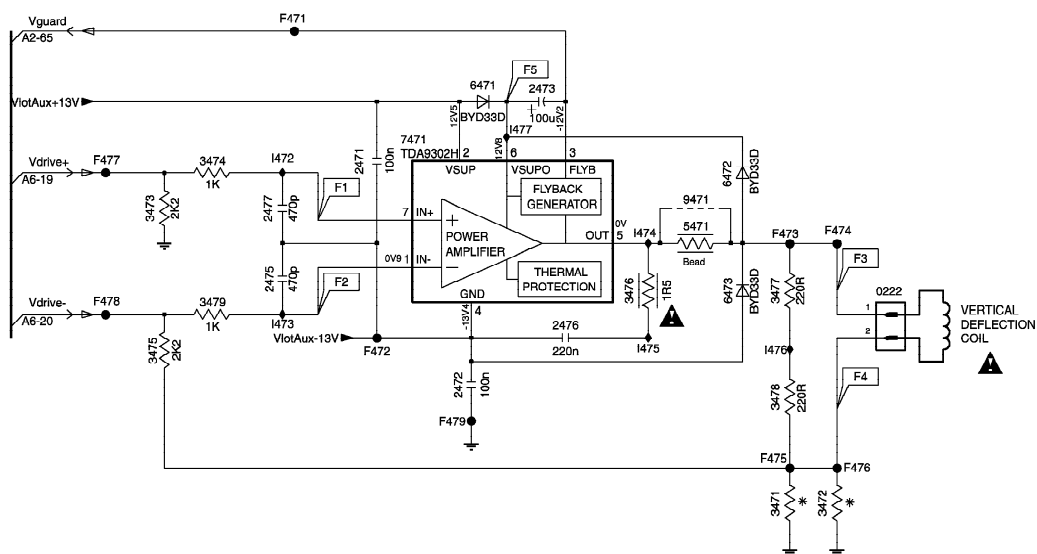 Vguard
A2-65
F471
VlotAux+13V
6471
BYD33D
F5
2473
100u
12V5
-12V2
I477
12V8
7471
TDA9302H
2
6
3
VSUP
VSUPO
FLYB
2471
100n
Vdrive+
A6-19
F477
3474
1K
I472
3473
2K2
2477
470p
F1
7
IN+
FLYBACK
GENERATOR
POWER
AMPLIFIER
OUT
0V
5
I474
9471
5471
Bead
6472
BYD33D
F473
F474
F3
2475
470p
0V9
1
IN-
F2
THERMAL
PROTECTION
GND
4
-13V4
3476
1R5
6473
BYD33D
3477
220R
0222
1
2
VERTICAL
DEFLECTION
COIL
Vdrive-
A6-20
F478
3479
1K
I473
3475
2K2
VlotAux-13V
F472
2476
220n
I475
I476
2472
100n
F479
3478
220R
F4
F475
F476
3471
*
3472
*